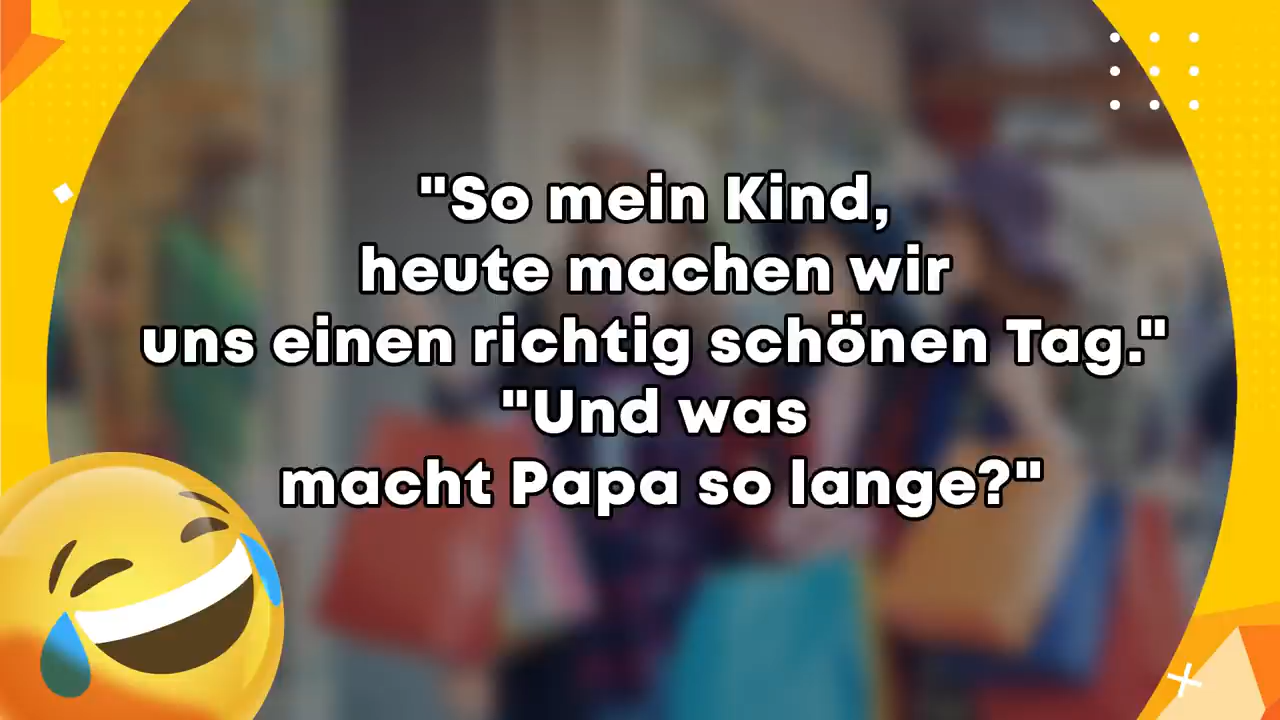 "So mein Kind,
heute machen wir
uns einen richtig schönen Tag."
"Und was
macht Papa so lange?"